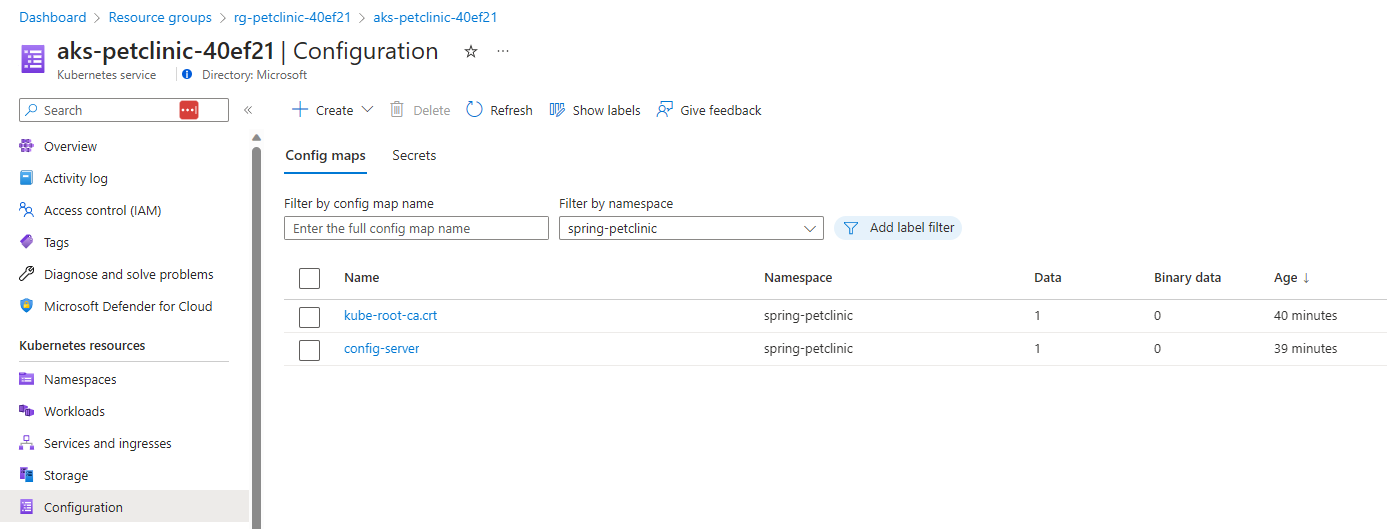 Dashboard > Resource groups > rg-petclinic-40ef21 > aks-petclinic-40ef21
aks-petclinic-40ef21 | Configuration
Kubernetes service
Directory: Microsoft
Search
Overview
Activity log
Access control (IAM)
Tags
Diagnose and solve problems
Microsoft Defender for Cloud
Kubernetes resources
Namespaces
Workloads
Services and ingresses
Storage
Configuration
Create Delete Refresh Show labels Give feedback
Config maps Secrets
Filter by config map name
Enter the full config map name
Filter by namespace
spring-petclinic
Add label filter
Name Namespace Data Binary data Age ↓
kube-root-ca.crt spring-petclinic 1 0 40 minutes
config-server spring-petclinic 1 0 39 minutes